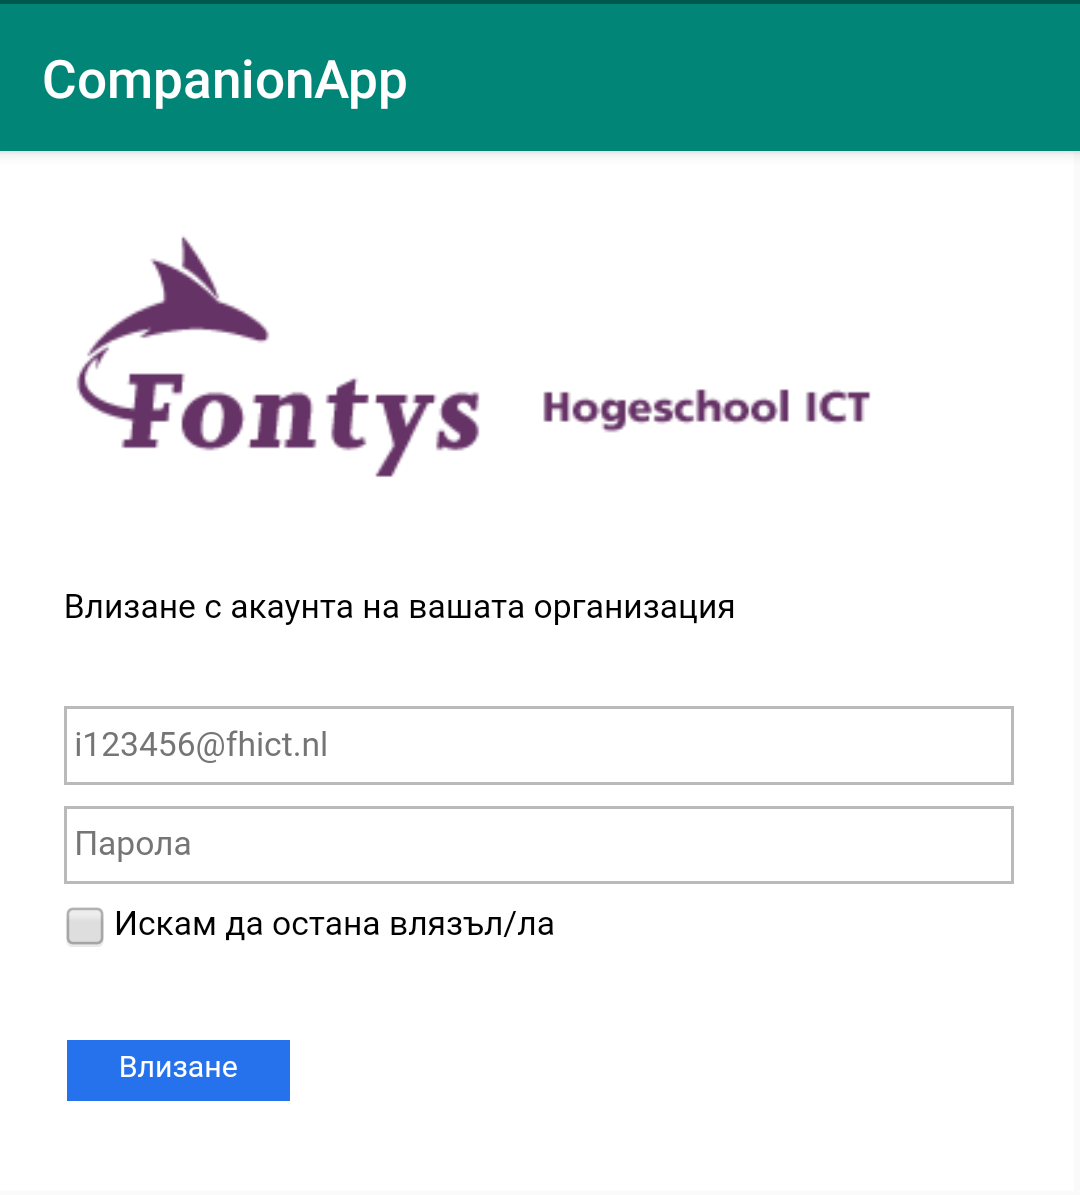 CompanionApp
Fontys Hogeschool ICT
Влизане с акаунта на вашата организация
i123456@fhict.nl
Парола
Искам да остана влязъл/ла
Влизане